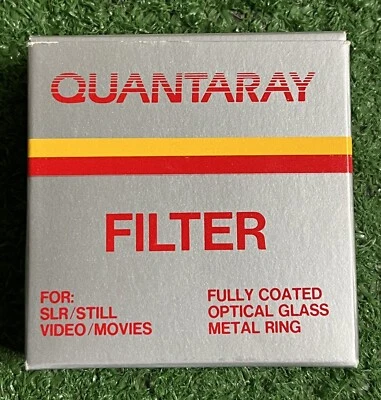 QUANTARAY
FILTER
FOR:
SLR/STILL
VIDEO/MOVIES
FULLY COATED
OPTICAL GLASS
METAL RING